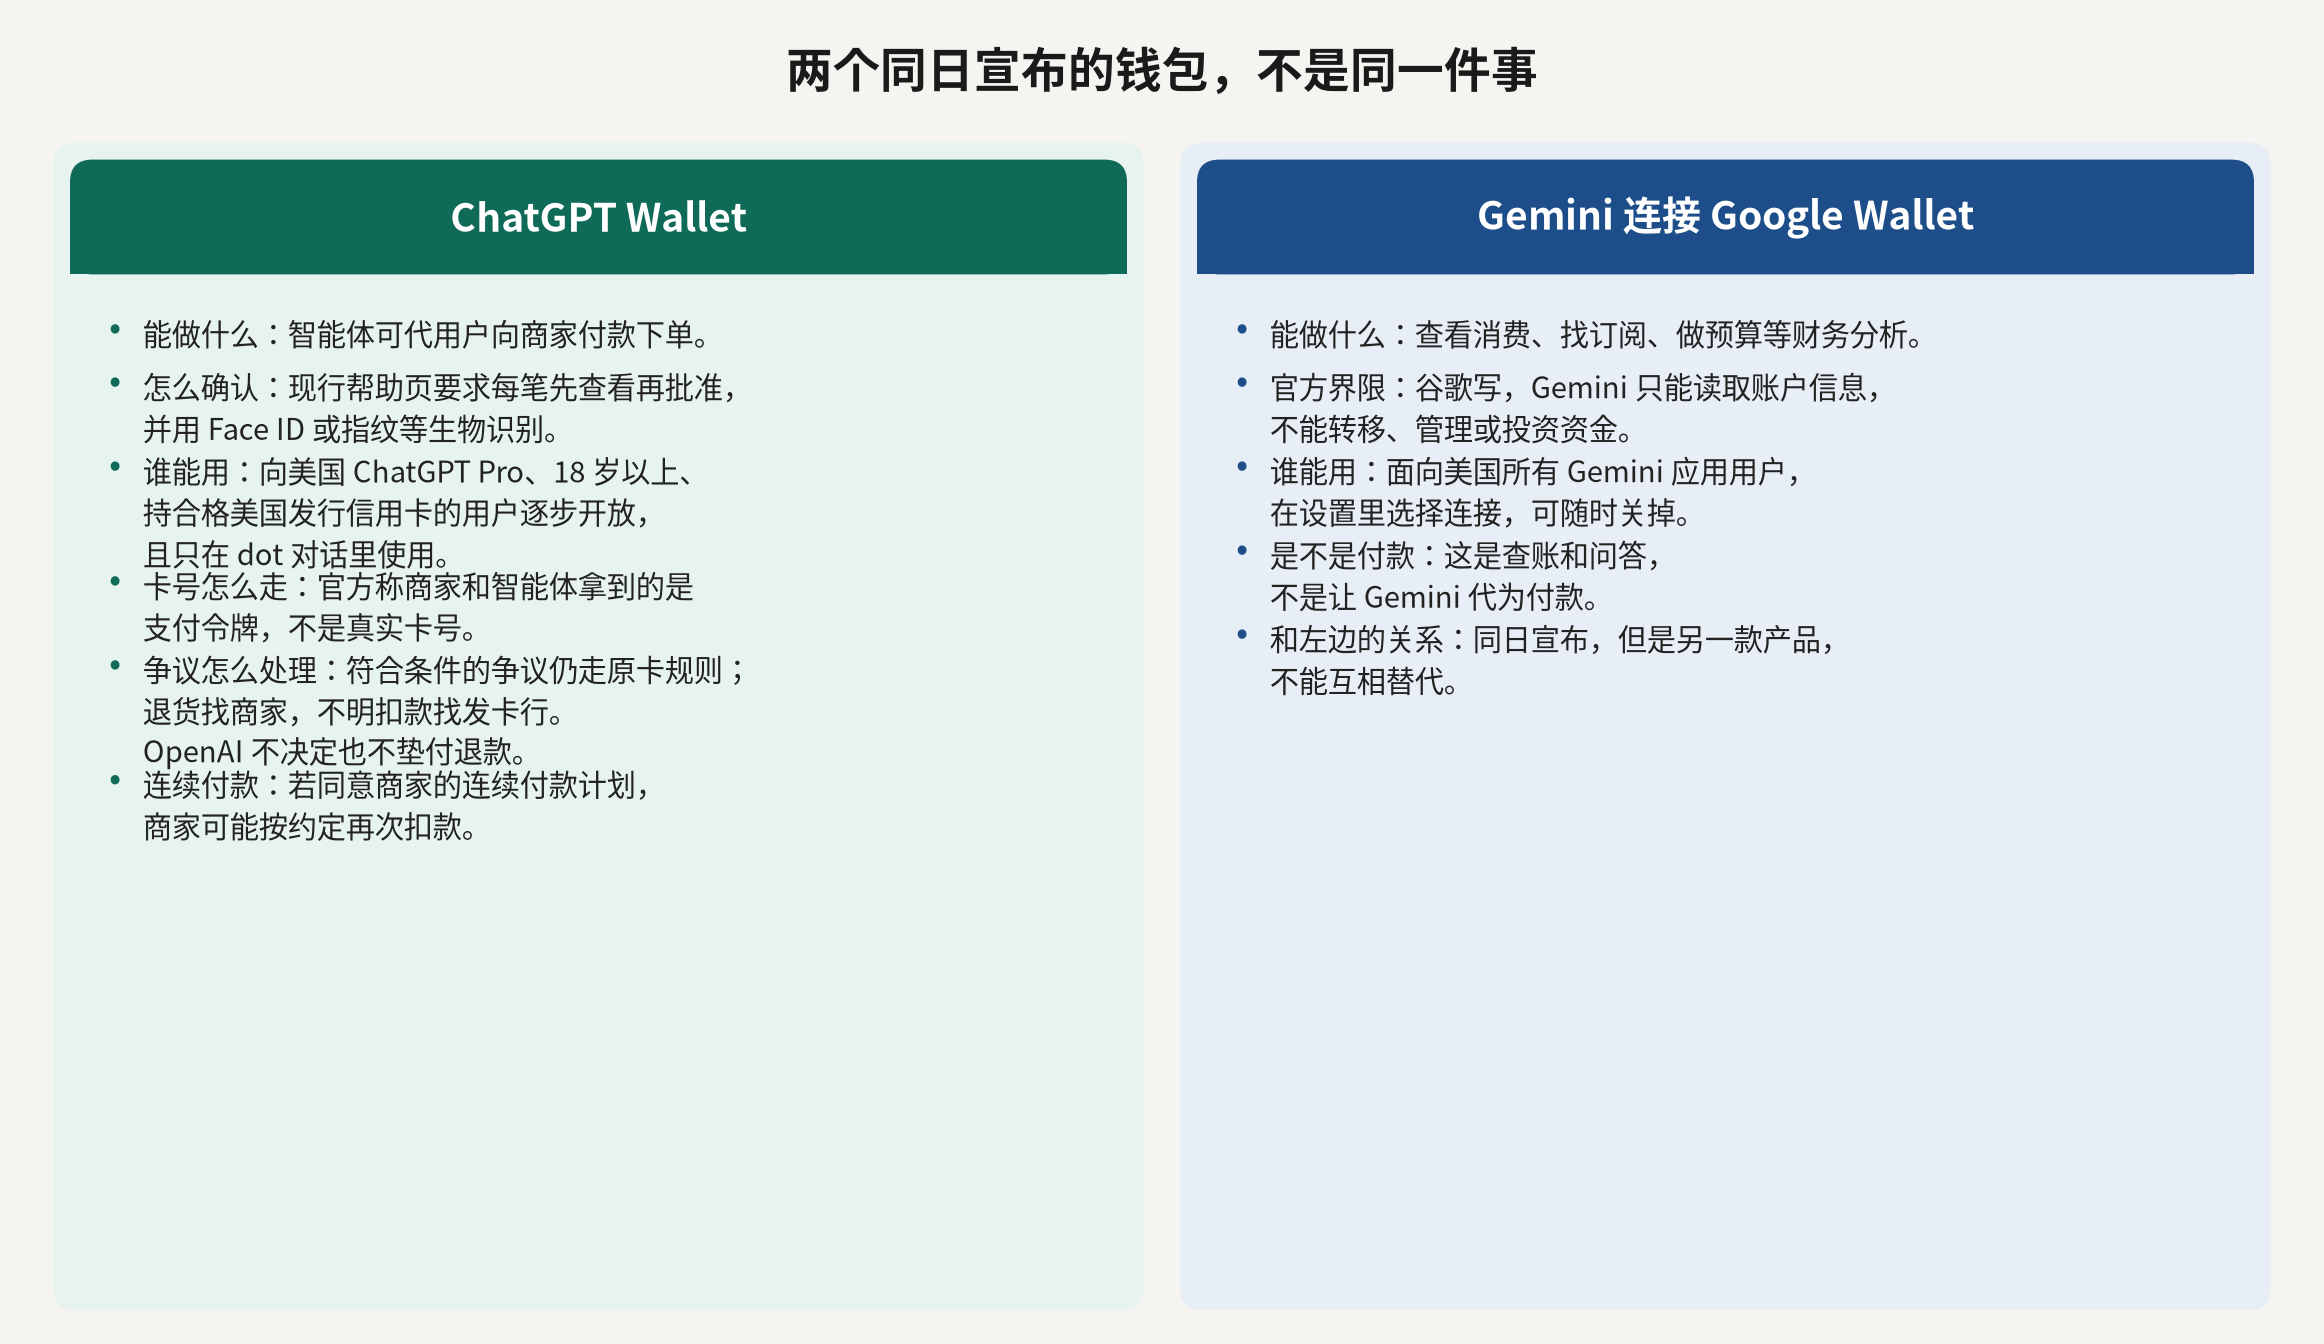 两个同日宣布的钱包，不是同一件事
ChatGPT Wallet
• 能做什么：智能体可代用户向商家付款下单。
• 怎么确认：现行帮助页要求每笔先查看再批准，
并用 Face ID 或指纹等生物识别。
• 谁能用：向美国 ChatGPT Pro、18 岁以上、
持合格美国发行信用卡的用户逐步开放，
且只在 dot 对话里使用。
• 卡号怎么走：官方称商家和智能体拿到的是
支付令牌，不是真实卡号。
• 争议怎么处理：符合条件的争议仍走原卡规则；
退货找商家，不明扣款找发卡行。
OpenAI 不决定也不垫付退款。
• 连续付款：若同意商家的连续付款计划，
商家可能按约定再次扣款。
Gemini 连接 Google Wallet
• 能做什么：查看消费、找订阅、做预算等财务分析。
• 官方界限：谷歌写，Gemini 只能读取账户信息，
不能转移、管理或投资资金。
• 谁能用：面向美国所有 Gemini 应用用户，
在设置里选择连接，可随时关掉。
• 是不是付款：这是查账和问答，
不是让 Gemini 代为付款。
• 和左边的关系：同日宣布，但是另一款产品，
不能互相替代。